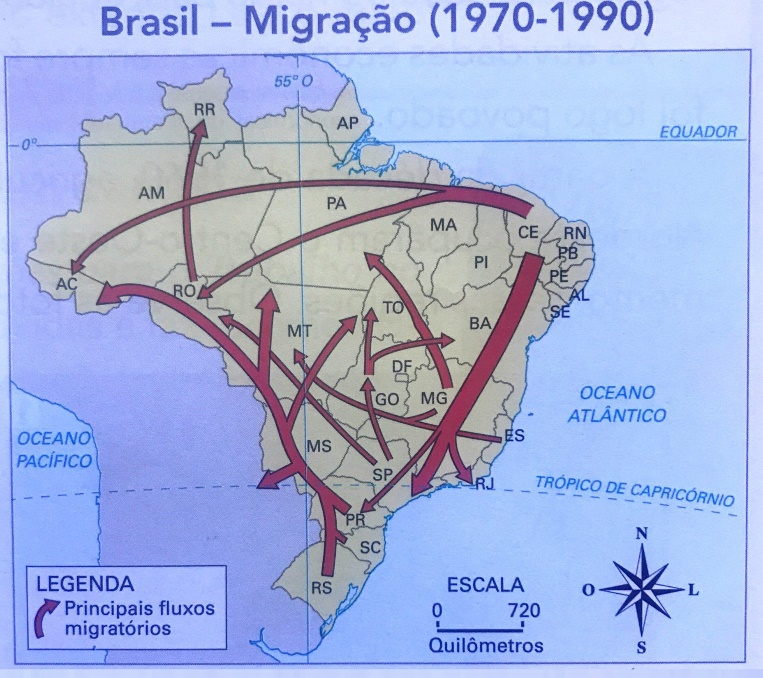 Brasil – Migração (1970-1990)
55° O
RR
AP
0°
EQUADOR
AM
PA
MA
CE
RN
PB
PI
PE
AL
SE
AC
RO
TO
BA
MT
DF
GO
MG
ES
MS
SP
RJ
PR
SC
RS
OCEANO
ATLÂNTICO
OCEANO
PACÍFICO
TRÓPICO DE CAPRICÓRNIO
LEGENDA
Principais fluxos
migratórios
ESCALA
0 720
Quilômetros
N
O L
S